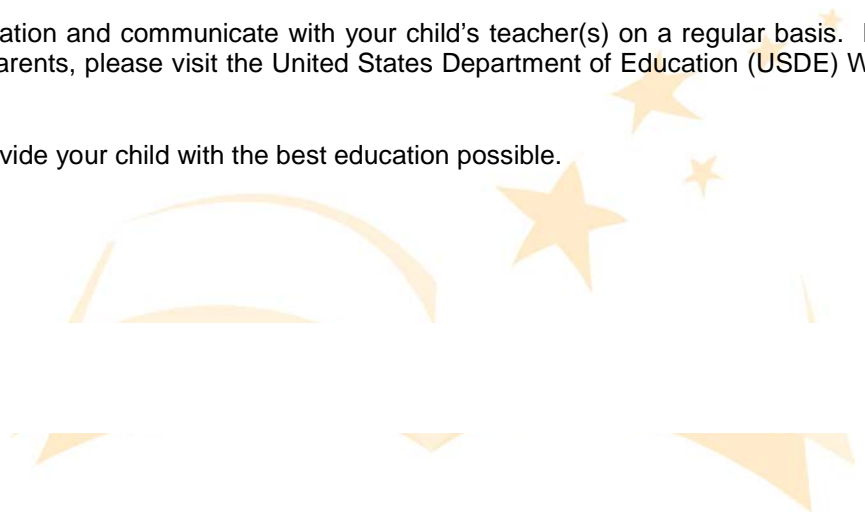 ation and communicate with your child's teacher(s) on a regular basis.
arents, please visit the United States Department of Education (USDE) W
vide your child with the best education possible.